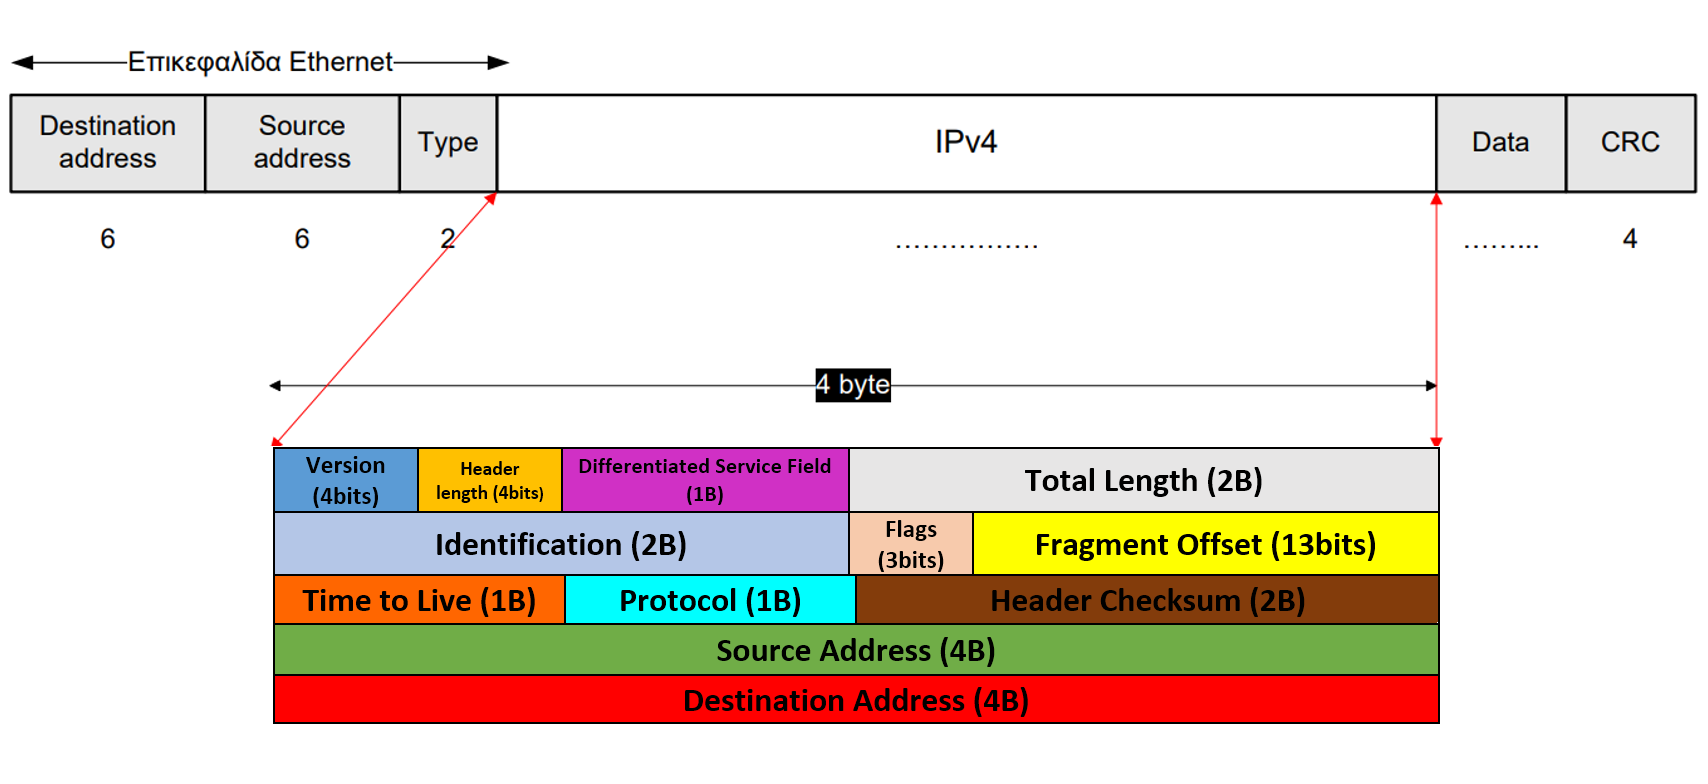 Επικεφαλίδα Ethernet
Destination
address
Source
address
Type
IPv4
Data
CRC
6
6
2
................
.........
4
4 byte
Version
(4bits)
Header
length (4bits)
Differentiated Service Field
(1B)
Total Length (2B)
Identification (2B)
Flags
(3bits)
Fragment Offset (13bits)
Time to Live (1B)
Protocol (1B)
Header Checksum (2B)
Source Address (4B)
Destination Address (4B)